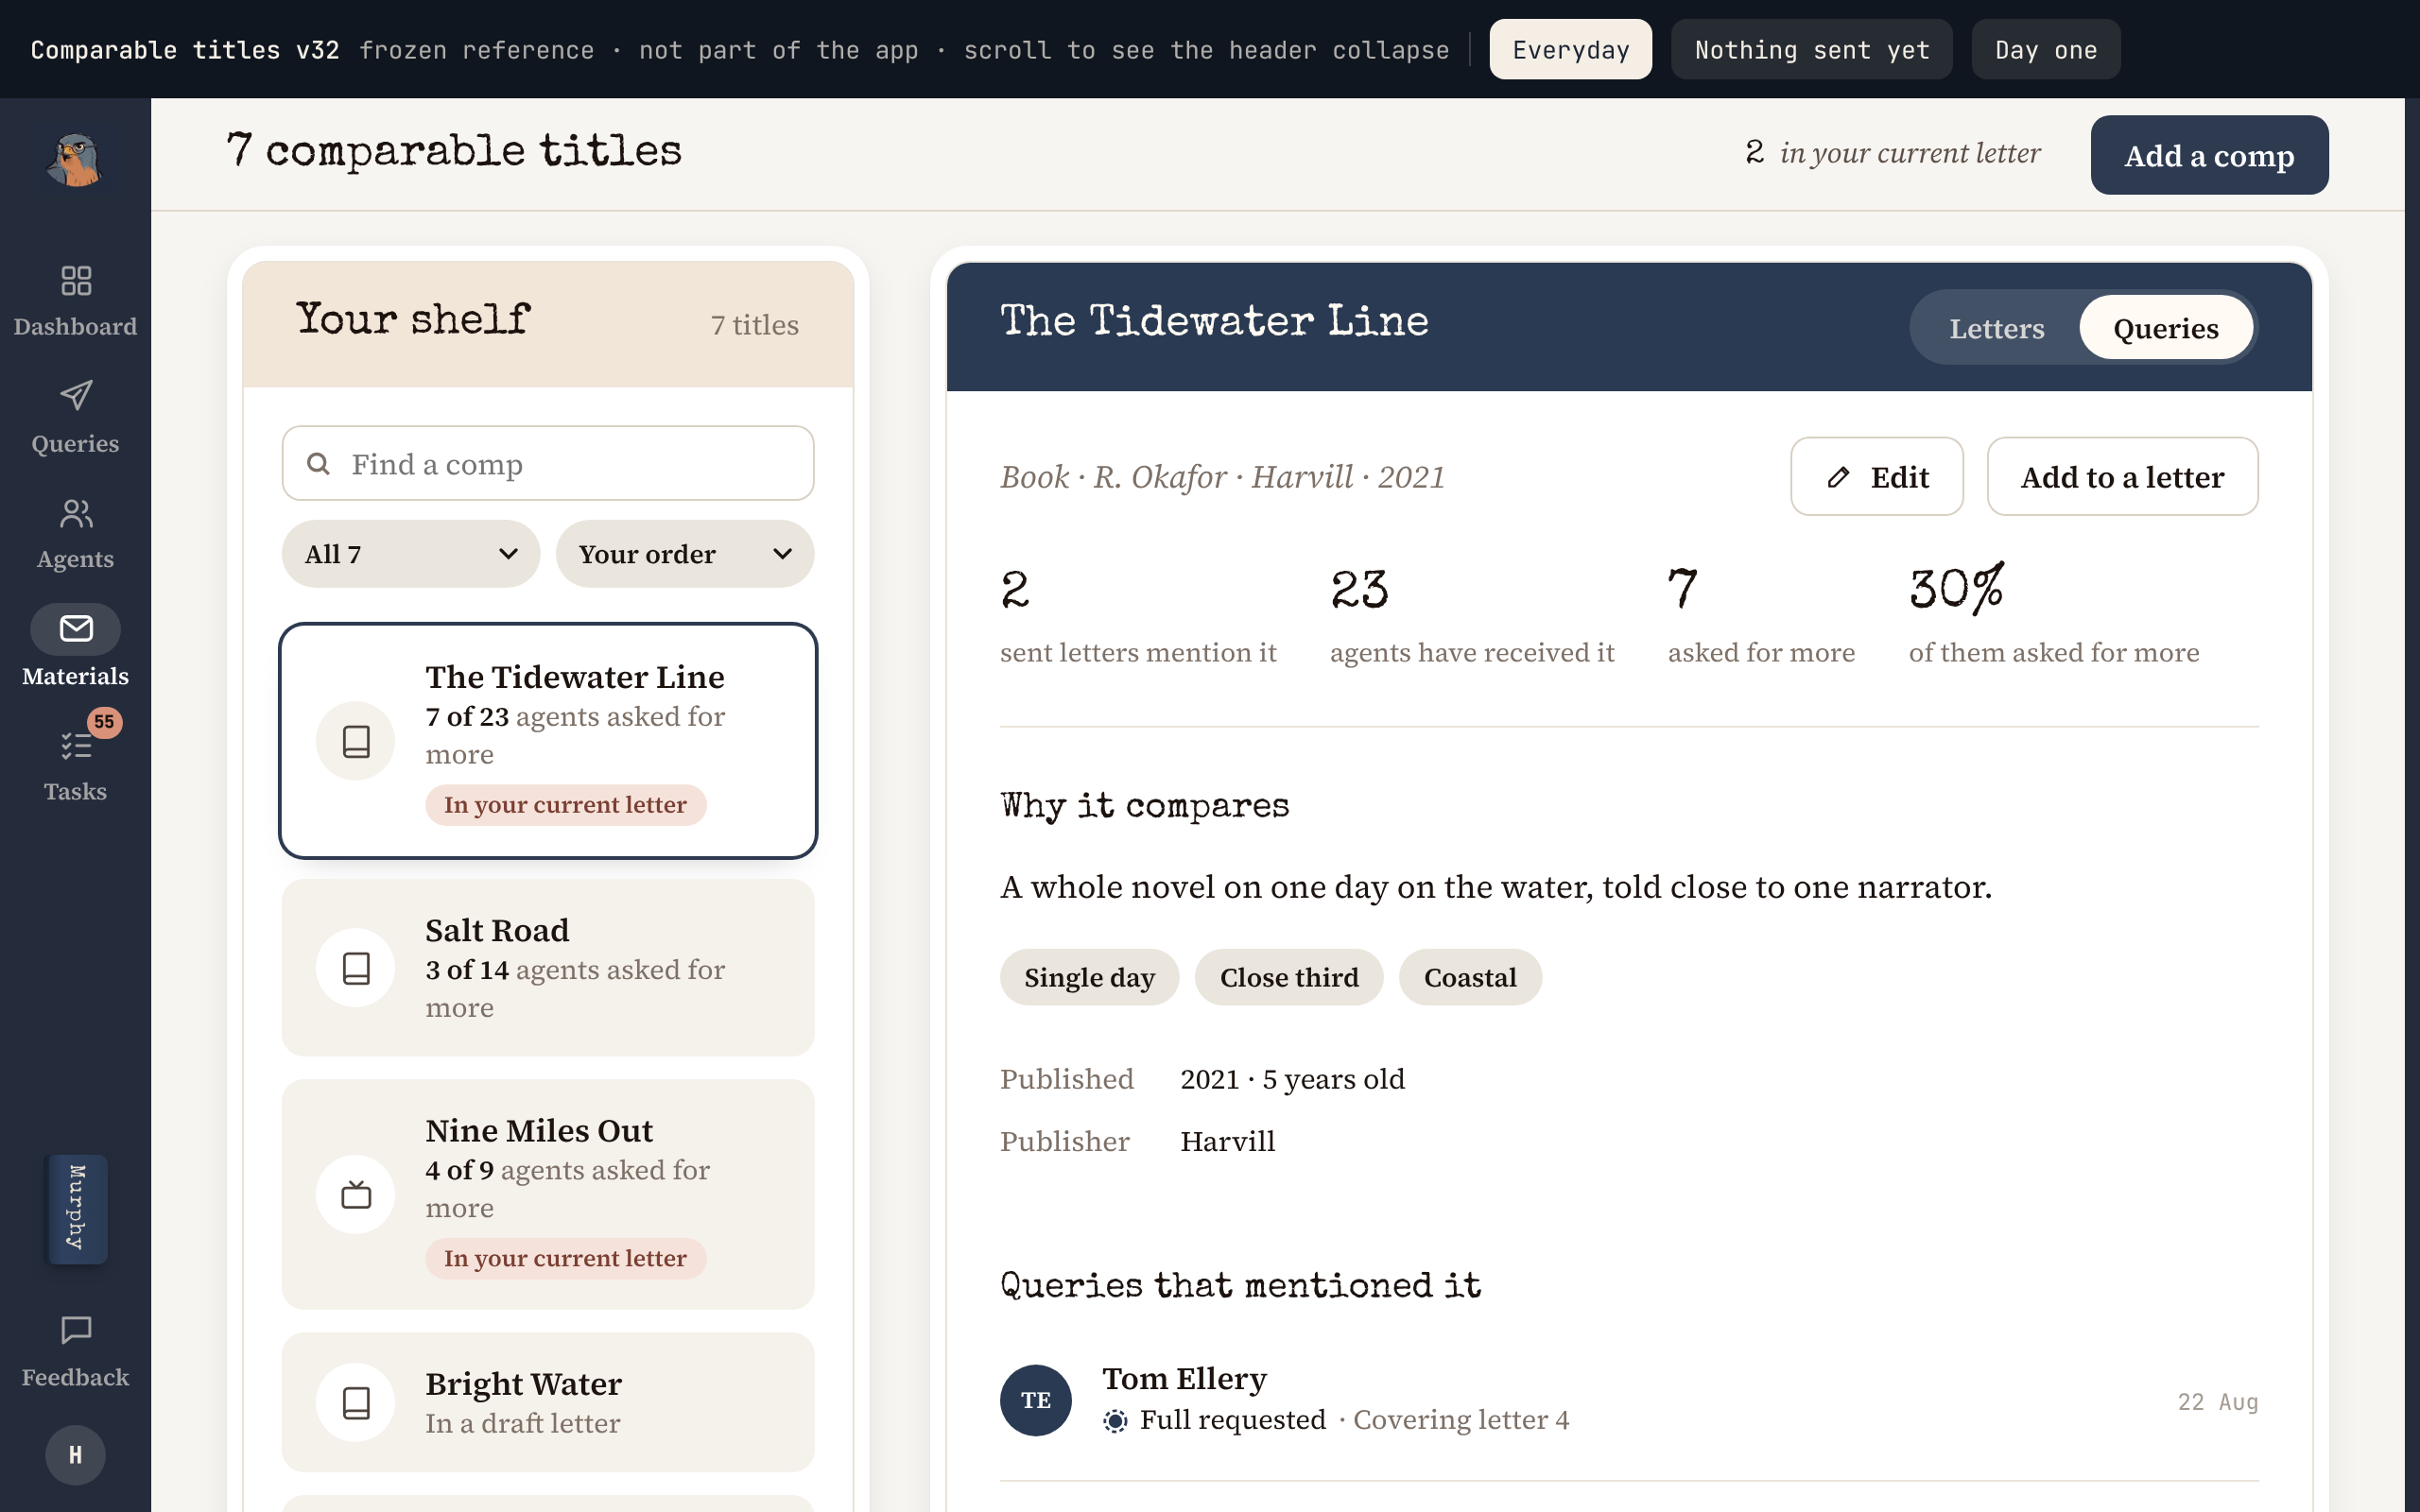 Comparable titles v32 frozen reference · not part of the app · scroll to see the header collapse Everyday Nothing sent yet Day one
7 comparable titles
2 in your current letter
Add a comp
Dashboard
Queries
Agents
Materials
55
Tasks
Murphy
Feedback
H
Your shelf
7 titles
Find a comp
All 7
Your order
The Tidewater Line
7 of 23 agents asked for
more
In your current letter
Salt Road
3 of 14 agents asked for
more
Nine Miles Out
4 of 9 agents asked for
more
In your current letter
Bright Water
In a draft letter
The Tidewater Line
Letters
Queries
Book · R. Okafor · Harvill · 2021
Edit
Add to a letter
2
sent letters mention it
23
agents have received it
7
asked for more
30%
of them asked for more
Why it compares
A whole novel on one day on the water, told close to one narrator.
Single day
Close third
Coastal
Published 2021 · 5 years old
Publisher Harvill
Queries that mentioned it
TE
Tom Ellery
Full requested · Covering letter 4
22 Aug